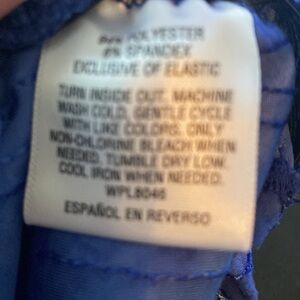 POLYESTER
SPANDEX
EXCLUSIVE OF ELASTIC
TURN INSIDE OUT. MACHINE
WASH COLD, GENTLE CYCLE
WITH LIKE COLORS. ONLY
NON-CHLORINE BLEACH WHEN
NEEDED. TUMBLE DRY LOW.
COOL IRON WHEN NEEDED.
WPL8046
ESPAÑOL EN REVERSO